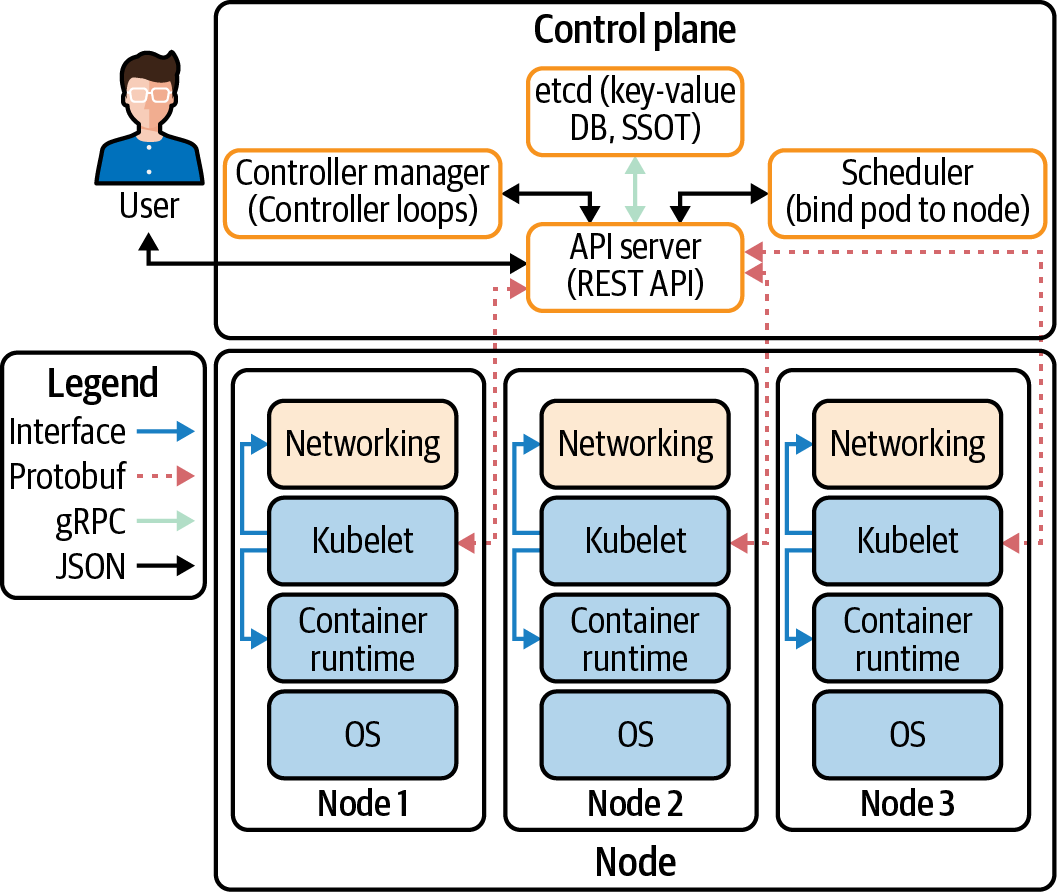 Control plane
etcd (key-value
DB, SSOT)
Controller manager
(Controller loops)
Scheduler
(bind pod to node)
User
API server
(REST API)
Legend
Interface
Protobuf
gRPC
JSON
Networking
Kubelet
Container
runtime
OS
Node 1
Networking
Kubelet
Container
runtime
OS
Node 2
Networking
Kubelet
Container
runtime
OS
Node 3
Node